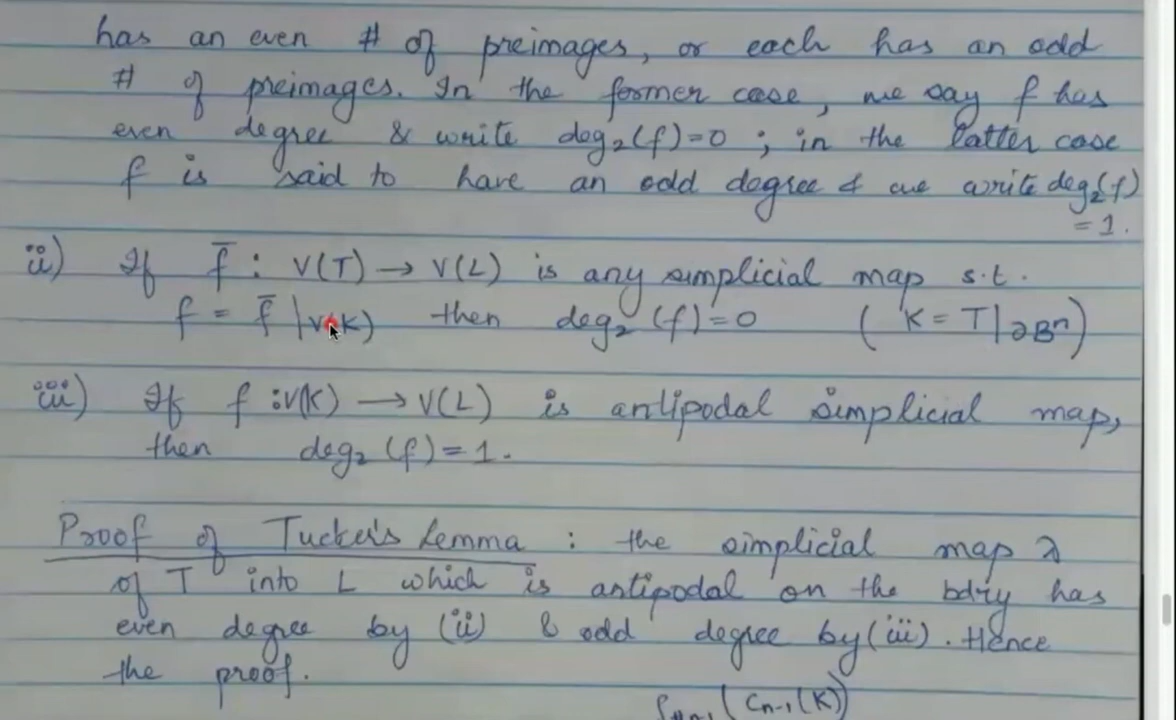 has an even # of preimages, or each has an odd
# of preimages. In the former case, we say f has
even degree & write deg₂(f)=0 ; in the latter case
f is said to have an odd degree & we write deg₂(f)
=1.
ii) If f̄ : V(T) → V(L) is any simplicial map s.t.
f = f̄ |V(K) then deg₂(f)=0 ( K = T|∂Bⁿ)
iii) If f :V(K) → V(L) is antipodal simplicial map,
then deg₂(f)=1.
Proof of Tucker's Lemma : the simplicial map λ
of T into L which is antipodal on the bdry has
even degree by (ii) & odd degree by (iii). Hence
the proof.
(Cₙ₋₁(K))